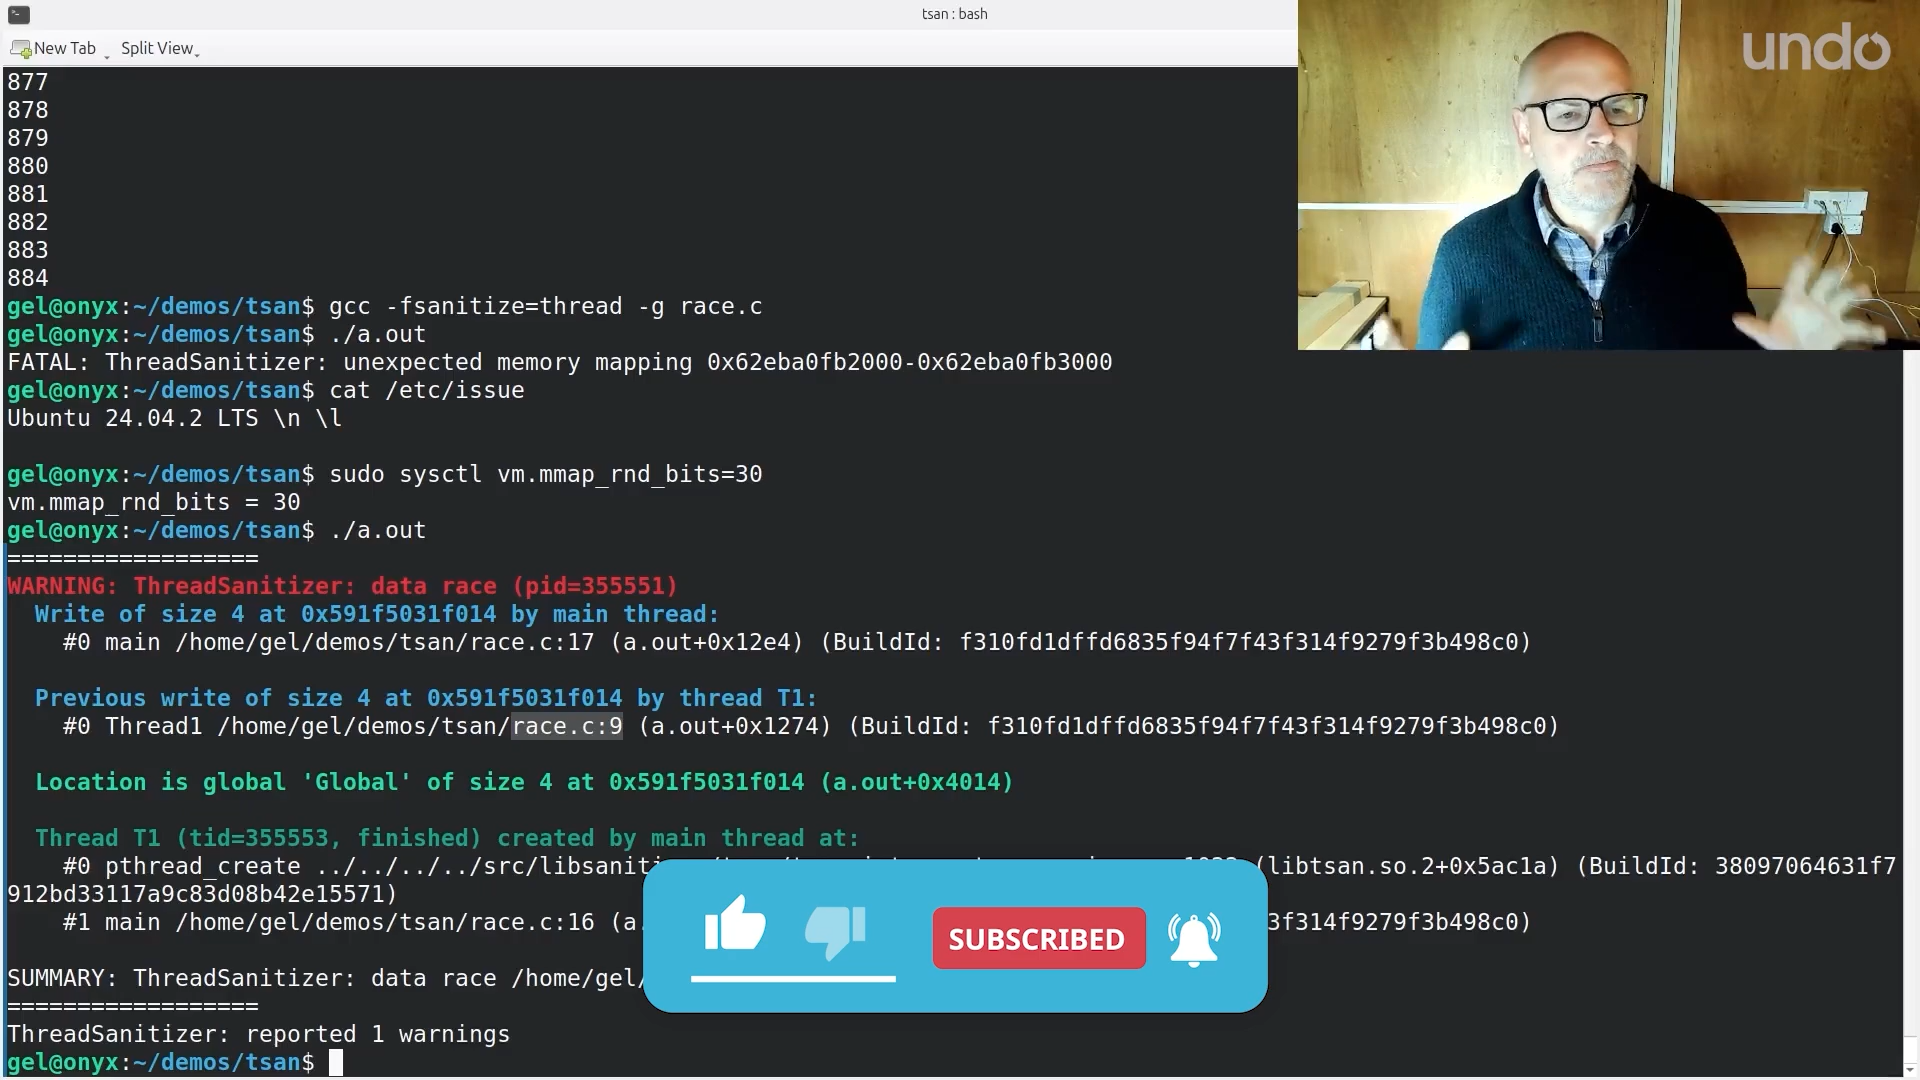 tsan : bash
undo
New Tab
Split View
877
878
879
880
881
882
883
884
gel@onyx:~/demos/tsan$ gcc -fsanitize=thread -g race.c
gel@onyx:~/demos/tsan$ ./a.out
FATAL: ThreadSanitizer: unexpected memory mapping 0x62eba0fb2000-0x62eba0fb3000
gel@onyx:~/demos/tsan$ cat /etc/issue
Ubuntu 24.04.2 LTS \n \l
gel@onyx:~/demos/tsan$ sudo sysctl vm.mmap_rnd_bits=30
vm.mmap_rnd_bits = 30
gel@onyx:~/demos/tsan$ ./a.out
==================
WARNING: ThreadSanitizer: data race (pid=355551)
Write of size 4 at 0x591f5031f014 by main thread:
#0 main /home/gel/demos/tsan/race.c:17 (a.out+0x12e4) (BuildId: f310fd1dffd6835f94f7f43f314f9279f3b498c0)
Previous write of size 4 at 0x591f5031f014 by thread T1:
#0 Thread1 /home/gel/demos/tsan/race.c:9 (a.out+0x1274) (BuildId: f310fd1dffd6835f94f7f43f314f9279f3b498c0)
Location is global 'Global' of size 4 at 0x591f5031f014 (a.out+0x4014)
Thread T1 (tid=355553, finished) created by main thread at:
#0 pthread_create ../../../../src/libsaniti (libtsan.so.2+0x5ac1a) (BuildId: 38097064631f7
912bd33117a9c83d08b42e15571)
#1 main /home/gel/demos/tsan/race.c:16 (a. 3f314f9279f3b498c0)
SUBSCRIBED
SUMMARY: ThreadSanitizer: data race /home/gel/
==================
ThreadSanitizer: reported 1 warnings
gel@onyx:~/demos/tsan$